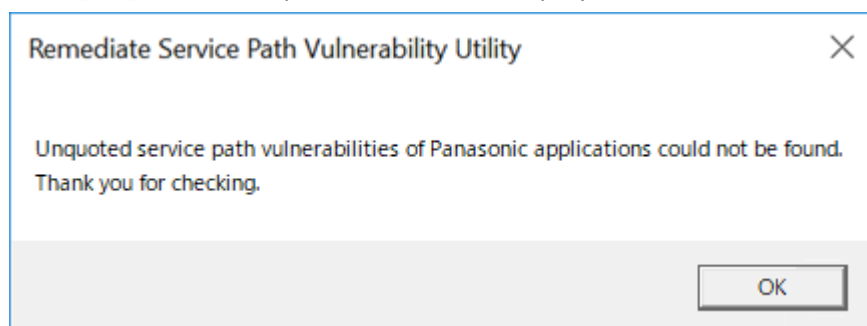 Remediate Service Path Vulnerability Utility
Unquoted service path vulnerabilities of Panasonic applications could not be found.
Thank you for checking.
OK